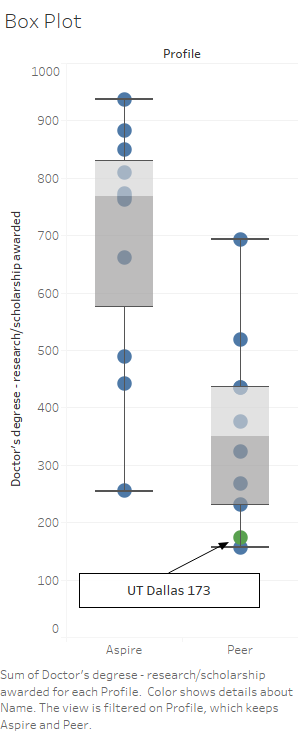 Box Plot
Profile
1000
900
800
700
600
500
400
300
200
100
0
Doctor's degrese - research/scholarship awarded
UT Dallas 173
Aspire Peer
Sum of Doctor's degrese - research/scholarship
awarded for each Profile. Color shows details about
Name. The view is filtered on Profile, which keeps
Aspire and Peer.